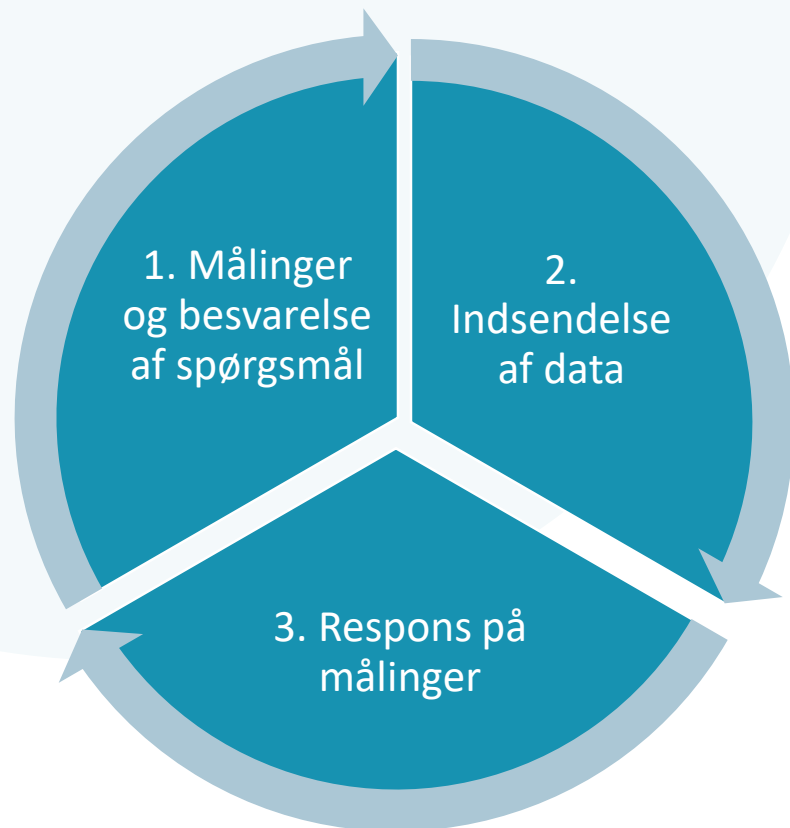 1. Målinger
og besvarelse
af spørgsmål
2.
Indsendelse
af data
3. Respons på
målinger